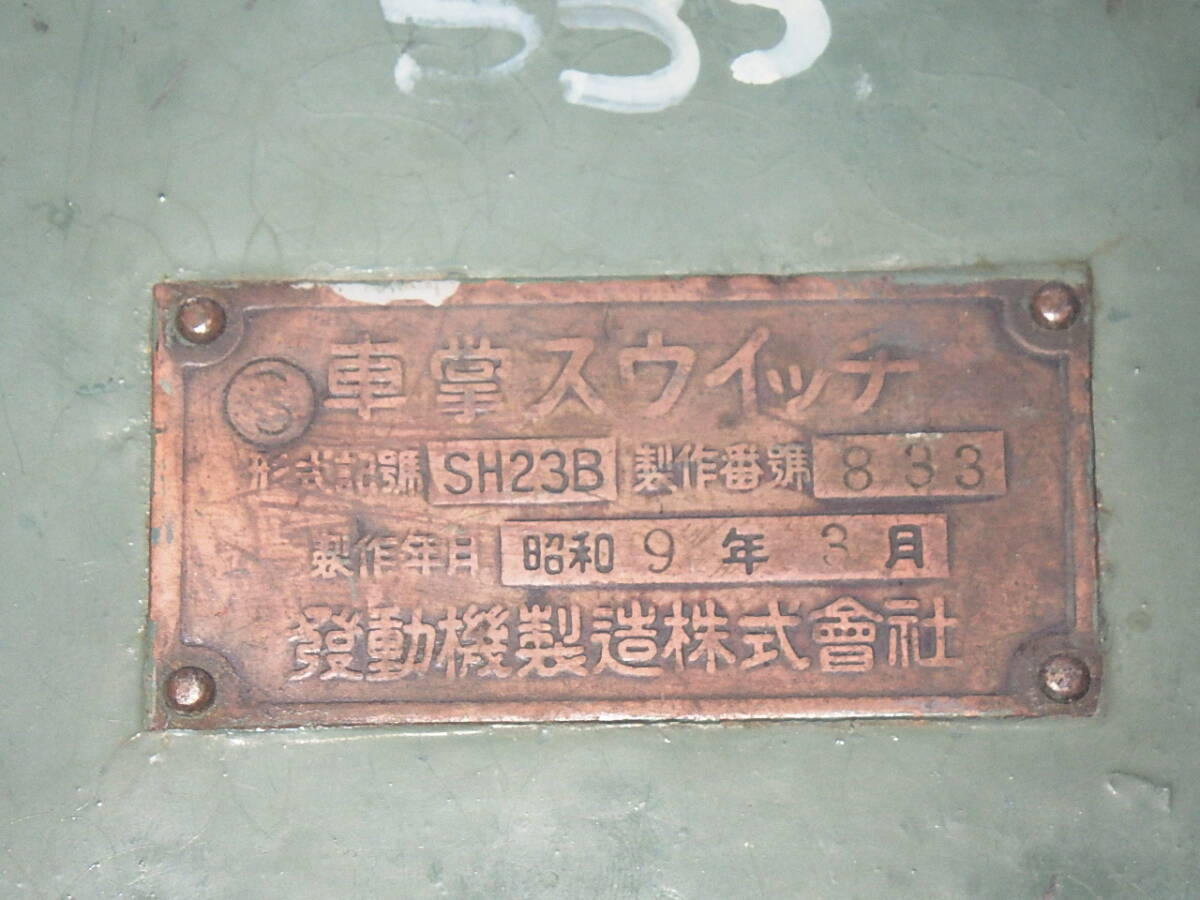 車掌スウイッチ
形式記號 SH23B 製作番號 833
製作年月 昭和 9 年 3 月
發動機製造株式會社